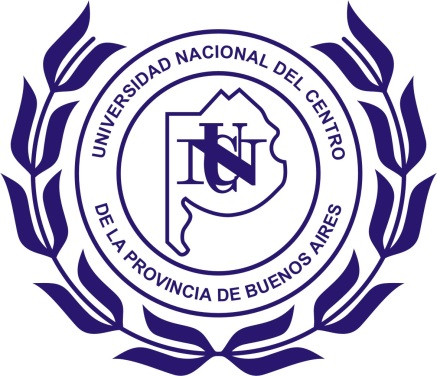 UNIVERSIDAD NACIONAL DEL CENTRO
DE LA PROVINCIA DE BUENOS AIRES
UNC